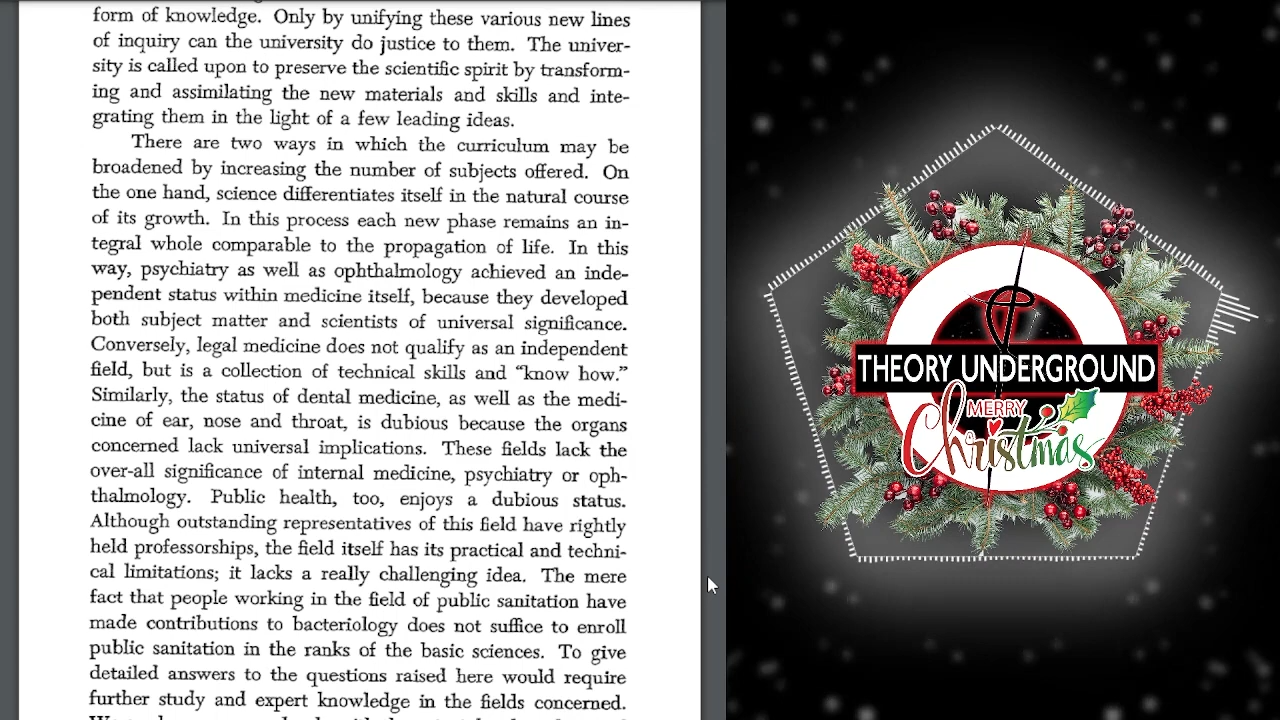 form of knowledge. Only by unifying these various new lines
of inquiry can the university do justice to them. The univer-
sity is called upon to preserve the scientific spirit by transform-
ing and assimilating the new materials and skills and inte-
grating them in the light of a few leading ideas.
There are two ways in which the curriculum may be
broadened by increasing the number of subjects offered. On
the one hand, science differentiates itself in the natural course
of its growth. In this process each new phase remains an in-
tegral whole comparable to the propagation of life. In this
way, psychiatry as well as ophthalmology achieved an inde-
pendent status within medicine itself, because they developed
both subject matter and scientists of universal significance.
Conversely, legal medicine does not qualify as an independent
field, but is a collection of technical skills and “know how.”
Similarly, the status of dental medicine, as well as the medi-
cine of ear, nose and throat, is dubious because the organs
concerned lack universal implications. These fields lack the
over-all significance of internal medicine, psychiatry or oph-
thalmology. Public health, too, enjoys a dubious status.
Although outstanding representatives of this field have rightly
held professorships, the field itself has its practical and techni-
cal limitations; it lacks a really challenging idea. The mere
fact that people working in the field of public sanitation have
made contributions to bacteriology does not suffice to enroll
public sanitation in the ranks of the basic sciences. To give
detailed answers to the questions raised here would require
further study and expert knowledge in the fields concerned.
THEORY UNDERGROUND
MERRY
Christmas